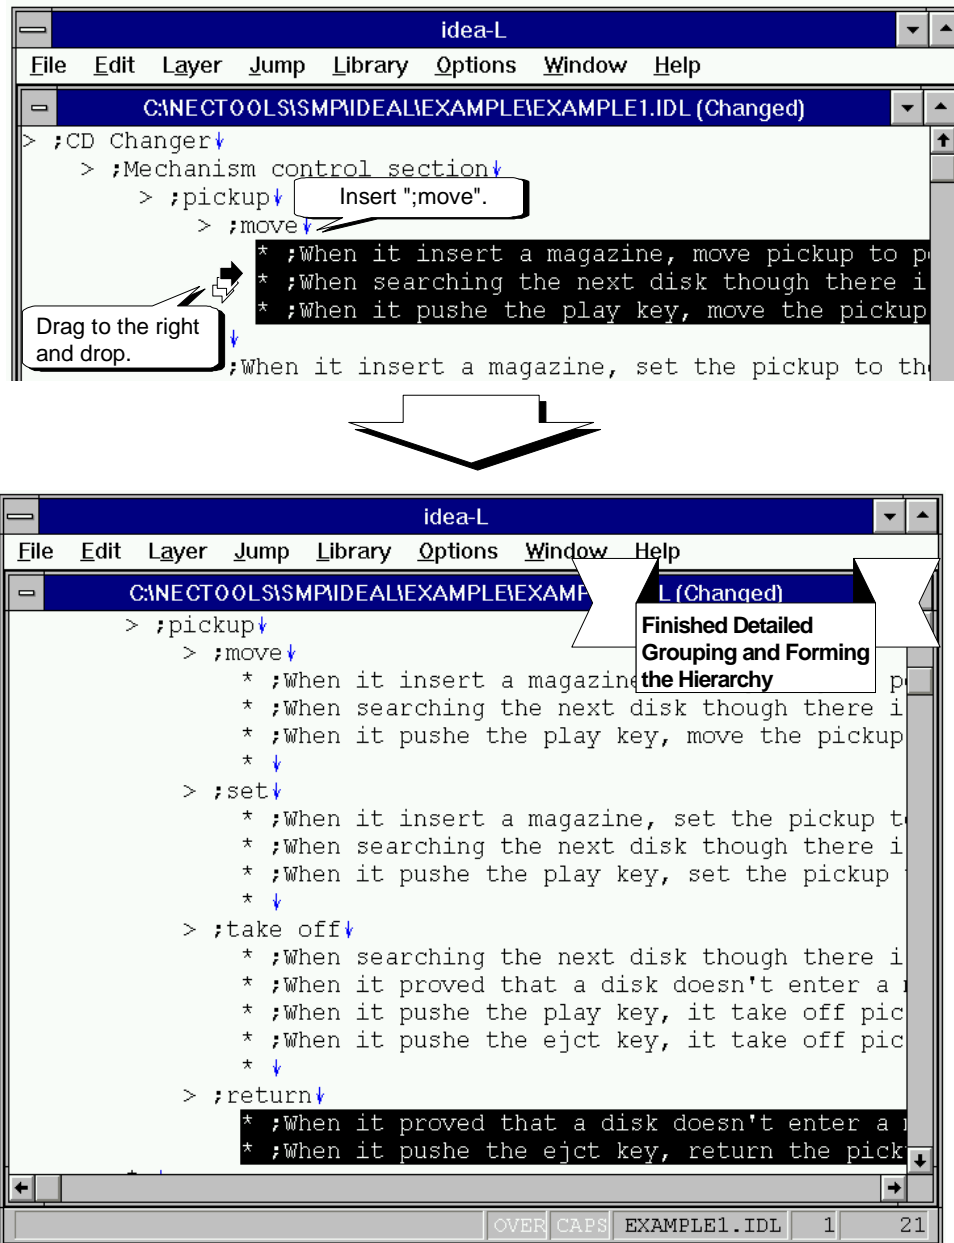 idea-L
File Edit Layer Jump Library Options Window Help
C:\NECTOOLS\SMP\IDEAL\EXAMPLE\EXAMPLE1.IDL (Changed)
> ;CD Changer↓
> ;Mechanism control section↓
> ;pickup↓
Insert ";move".
> ;move↓
* ;When it insert a magazine, move pickup to
* ;When searching the next disk though there
* ;When it pushe the play key, move the pickup
Drag to the right
and drop.
↓
;When it insert a magazine, set the pickup to
idea-L
File Edit Layer Jump Library Options Window Help
C:\NECTOOLS\SMP\IDEAL\EXAMPLE\ (Changed)
Finished Detailed
Grouping and Forming
the Hierarchy
> ;pickup↓
> ;move↓
* ;When it insert a
* ;When searching the next disk though there
* ;When it pushe the play key, move the pickup
* ↓
> ;set↓
* ;When it insert a magazine, set the pickup
* ;When searching the next disk though there
* ;When it pushe the play key, set the pickup
* ↓
> ;take off↓
* ;When searching the next disk though there
* ;When it proved that a disk doesn't enter a
* ;When it pushe the play key, it take off
* ;When it pushe the ejct key, it take off
* ↓
> ;return↓
* ;When it proved that a disk doesn't enter a
* ;When it pushe the ejct key, return the
OVER CAPS EXAMPLE1.IDL 1 21